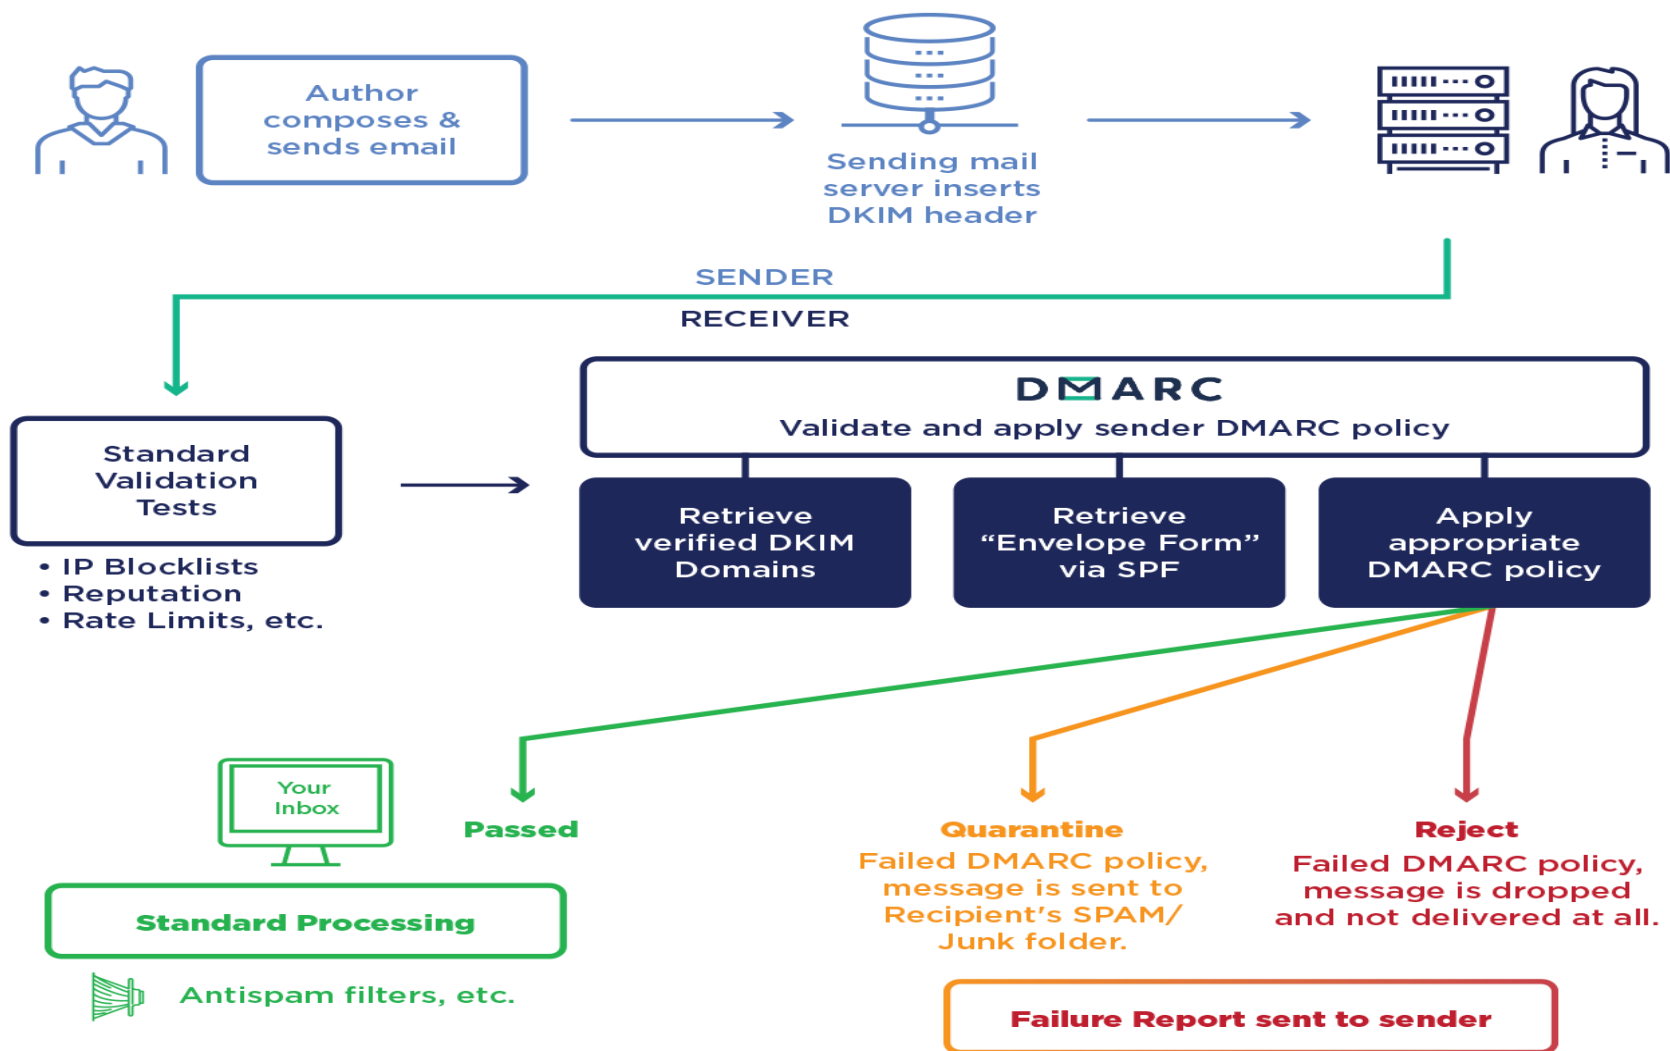 Author
composes &
sends email
Sending mail
server inserts
DKIM header
SENDER
RECEIVER
DMARC
Validate and apply sender DMARC policy
Standard
Validation
Tests
• IP Blocklists
• Reputation
• Rate Limits, etc.
Retrieve
verified DKIM
Domains
Retrieve
“Envelope Form”
via SPF
Apply
appropriate
DMARC policy
Your
Inbox
Passed
Standard Processing
Antispam filters, etc.
Quarantine
Failed DMARC policy,
message is sent to
Recipient's SPAM/
Junk folder.
Reject
Failed DMARC policy,
message is dropped
and not delivered at all.
Failure Report sent to sender